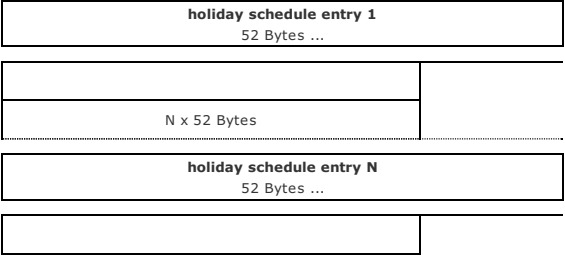 holiday schedule entry 1
52 Bytes ...
N x 52 Bytes
holiday schedule entry N
52 Bytes ...